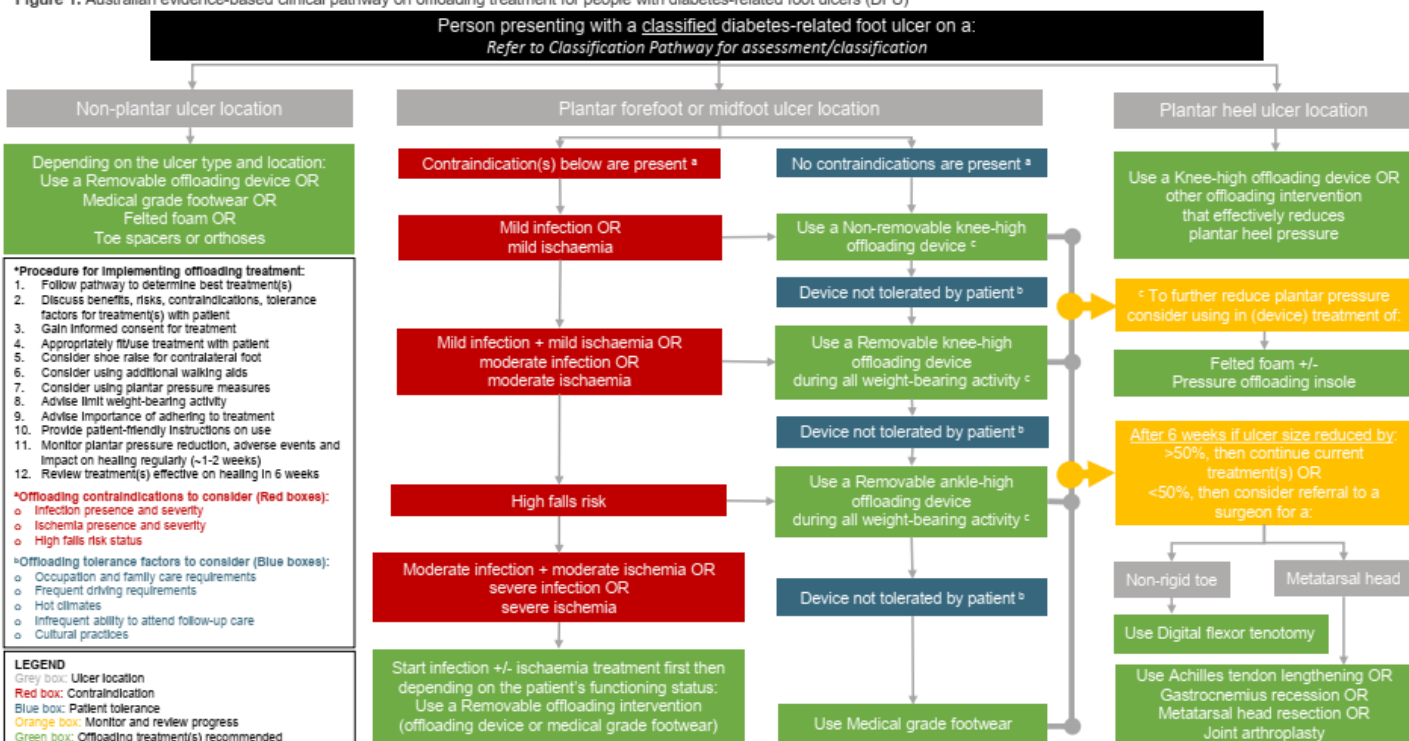 Figure 1. Australian evidence-based clinical pathway on offloading treatment for people with diabetes-related foot ulcers (DFU)
Person presenting with a classified diabetes-related foot ulcer on a:
Refer to Classification Pathway for assessment/classification
Non-plantar ulcer location
Depending on the ulcer type and location:
Use a Removable offloading device OR
Medical grade footwear OR
Felted foam OR
Toe spacers or orthoses
*Procedure for implementing offloading treatment:
1. Follow pathway to determine best treatment(s)
2. Discuss benefits, risks, contraindications, tolerance
factors for treatment(s) with patient
3. Gain informed consent for treatment
4. Appropriately fit/use treatment with patient
5. Consider shoe raise for contralateral foot
6. Consider using additional walking aids
7. Consider using plantar pressure measures
8. Advise limit weight-bearing activity
9. Advise importance of adhering to treatment
10. Provide patient-friendly instructions on use
11. Monitor plantar pressure reduction, adverse events and
impact on healing regularly (~1-2 weeks)
12. Review treatment(s) effective on healing in 6 weeks
ᵃOffloading contraindications to consider (Red boxes):
o Infection presence and severity
o Ischemia presence and severity
o High falls risk status
ᵇOffloading tolerance factors to consider (Blue boxes):
o Occupation and family care requirements
o Frequent driving requirements
o Hot climates
o Infrequent ability to attend follow-up care
o Cultural practices
LEGEND
Grey box: Ulcer location
Red box: Contraindication
Blue box: Patient tolerance
Orange box: Monitor and review progress
Green box: Offloading treatment(s) recommended
Plantar forefoot or midfoot ulcer location
Contraindication(s) below are present ᵃ
Mild infection OR
mild ischaemia
Mild infection + mild ischaemia OR
moderate infection OR
moderate ischaemia
High falls risk
Moderate infection + moderate ischemia OR
severe infection OR
severe ischemia
Start infection +/- ischaemia treatment first then
depending on the patient's functioning status:
Use a Removable offloading intervention
(offloading device or medical grade footwear)
No contraindications are present ᵃ
Use a Non-removable knee-high
offloading device ᶜ
Device not tolerated by patient ᵇ
Use a Removable knee-high
offloading device
during all weight-bearing activity ᶜ
Device not tolerated by patient ᵇ
Use a Removable ankle-high
offloading device
during all weight-bearing activity ᶜ
Device not tolerated by patient ᵇ
Use Medical grade footwear
Plantar heel ulcer location
Use a Knee-high offloading device OR
other offloading intervention
that effectively reduces
plantar heel pressure
ᶜ To further reduce plantar pressure
consider using in (device) treatment of:
Felted foam +/-
Pressure offloading insole
After 6 weeks if ulcer size reduced by:
>50%, then continue current
treatment(s) OR
<50%, then consider referral to a
surgeon for a:
Non-rigid toe
Metatarsal head
Use Digital flexor tenotomy
Use Achilles tendon lengthening OR
Gastrocnemius recession OR
Metatarsal head resection OR
Joint arthroplasty